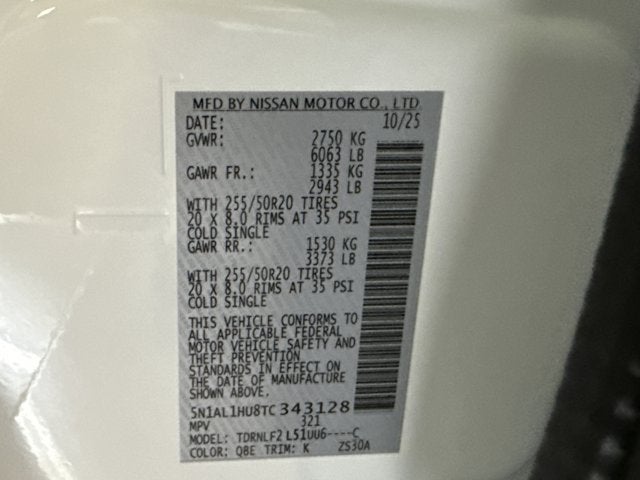 MFD BY NISSAN MOTOR CO., LTD
DATE: 10/25
GVWR: 2750 KG
6063 LB
GAWR FR.: 1335 KG
2943 LB
WITH 255/50R20 TIRES
20 X 8.0 RIMS AT 35 PSI
COLD SINGLE
GAWR RR.: 1530 KG
3373 LB
WITH 255/50R20 TIRES
20 X 8.0 RIMS AT 35 PSI
COLD SINGLE
THIS VEHICLE CONFORMS TO
ALL APPLICABLE FEDERAL
MOTOR VEHICLE SAFETY AND
THEFT PREVENTION
STANDARDS IN EFFECT ON
THE DATE OF MANUFACTURE
SHOWN ABOVE.
5N1AL1HU8TC343128
MPV 321
MODEL: TDRNLF2 L51UU6----C
COLOR: QBE TRIM: K ZS30A